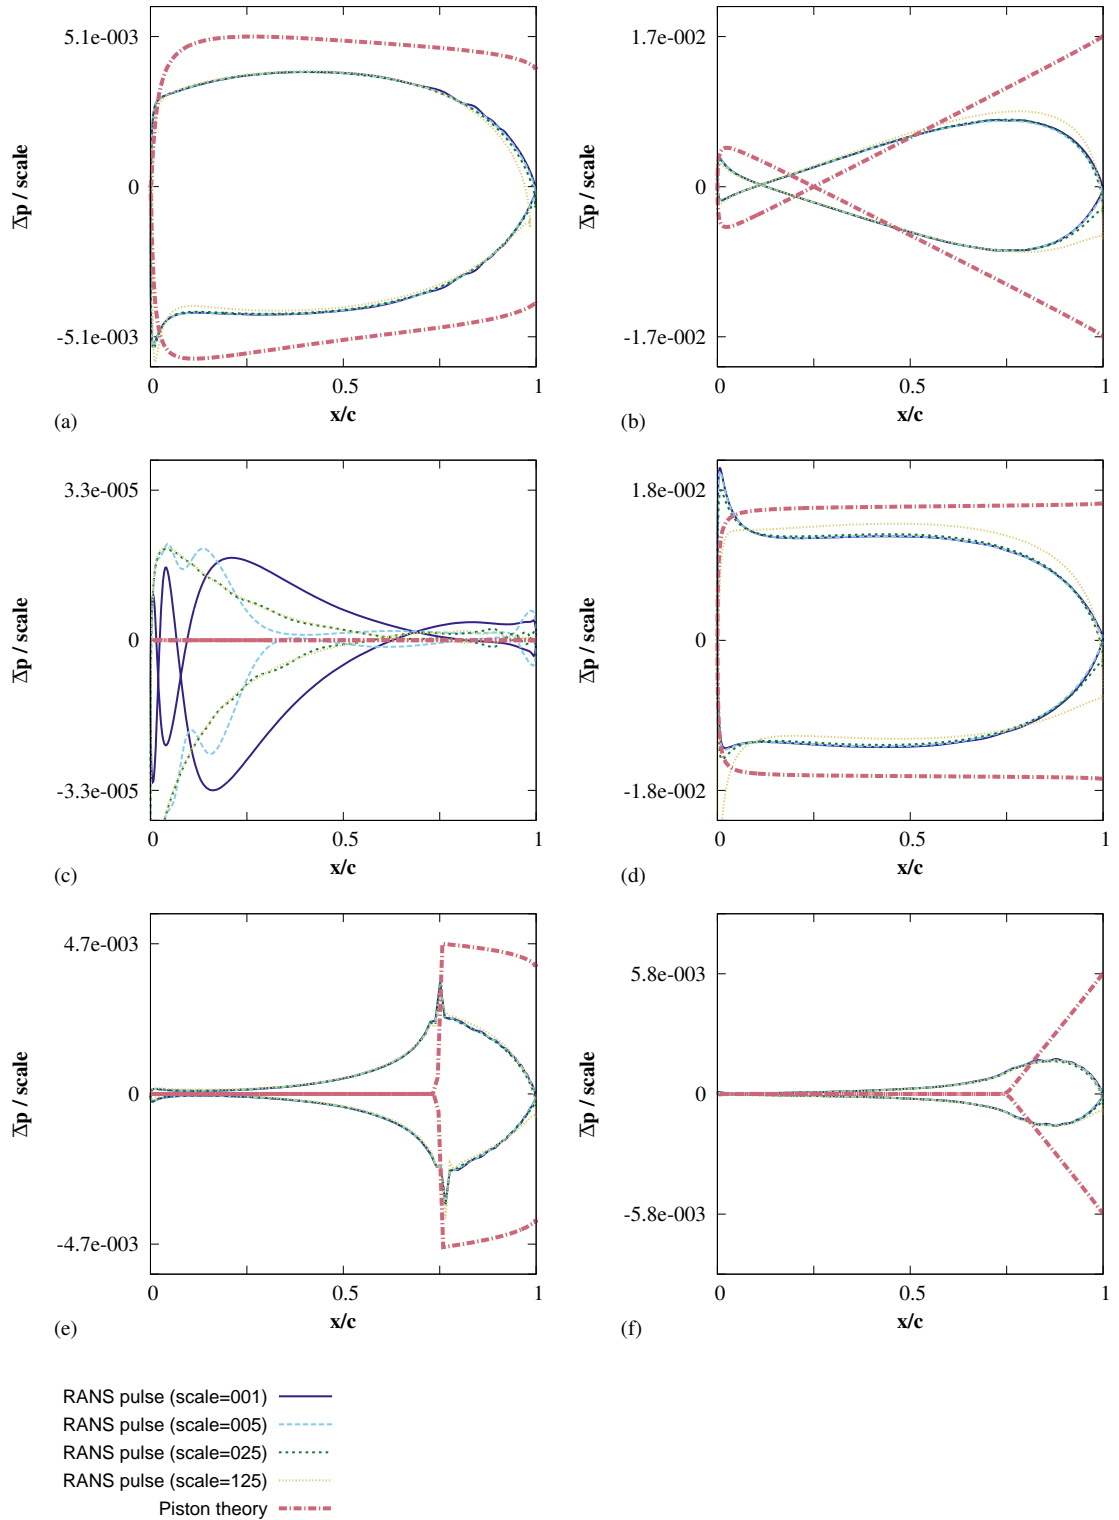 5.1e-003
0
-5.1e-003
Δp / scale
0 0.5 1
x/c
(a)
1.7e-002
0
-1.7e-002
Δp / scale
0 0.5 1
x/c
(b)
3.3e-005
0
-3.3e-005
Δp / scale
0 0.5 1
x/c
(c)
1.8e-002
0
-1.8e-002
Δp / scale
0 0.5 1
x/c
(d)
4.7e-003
0
-4.7e-003
Δp / scale
0 0.5 1
x/c
(e)
5.8e-003
0
-5.8e-003
Δp / scale
0 0.5 1
x/c
(f)
RANS pulse (scale=001)
RANS pulse (scale=005)
RANS pulse (scale=025)
RANS pulse (scale=125)
Piston theory